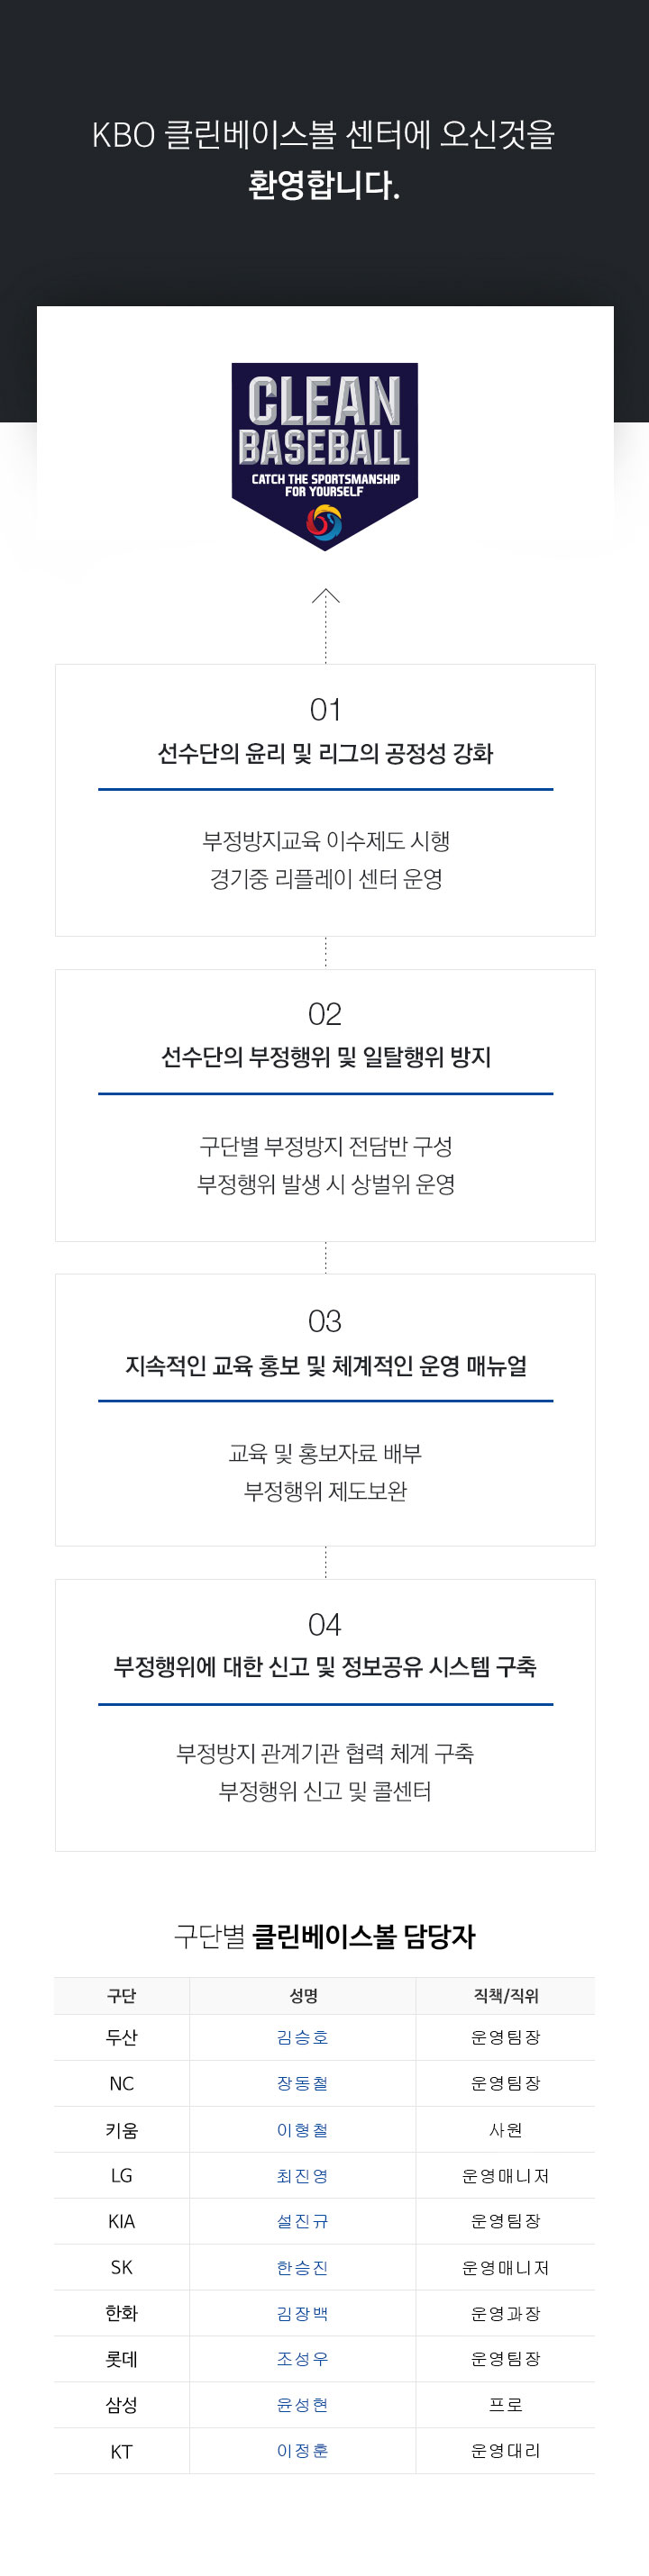 KBO 클린베이스볼 센터에 오신것을
환영합니다.
CLEAN
BASEBALL
CATCH THE SPORTSMANSHIP
FOR YOURSELF
01
선수단의 윤리 및 리그의 공정성 강화
부정방지교육 이수제도 시행
경기중 리플레이 센터 운영
02
선수단의 부정행위 및 일탈행위 방지
구단별 부정방지 전담반 구성
부정행위 발생 시 상벌위 운영
03
지속적인 교육 홍보 및 체계적인 운영 매뉴얼
교육 및 홍보자료 배부
부정행위 제도보완
04
부정행위에 대한 신고 및 정보공유 시스템 구축
부정방지 관계기관 협력 체계 구축
부정행위 신고 및 콜센터
구단별 클린베이스볼 담당자
구단 성명 직책/직위
두산 김승호 운영팀장
NC 장동철 운영팀장
키움 이형철 사원
LG 최진영 운영매니저
KIA 설진규 운영팀장
SK 한승진 운영매니저
한화 김장백 운영과장
롯데 조성우 운영팀장
삼성 윤성현 프로
KT 이정훈 운영대리